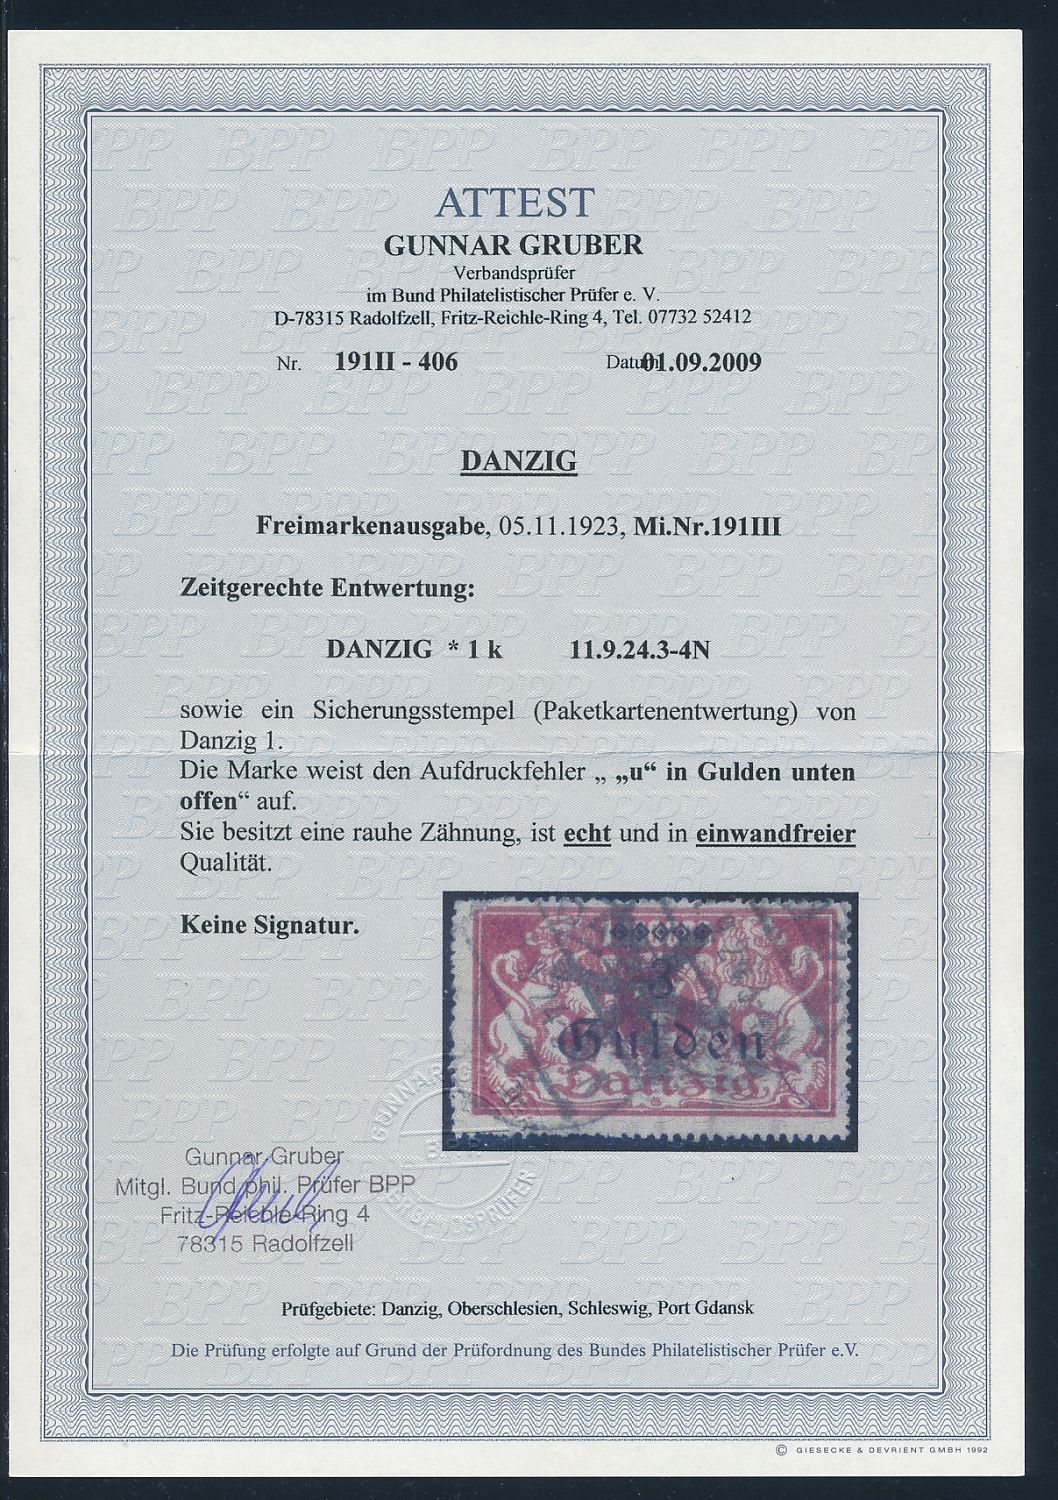 ATTEST
GUNNAR GRUBER
Verbandsprüfer
im Bund Philatelistischer Prüfer e. V.
D-78315 Radolfzell, Fritz-Reichle-Ring 4, Tel. 07732 52412
Nr. 191II - 406 Datum 01.09.2009
DANZIG
Freimarkenausgabe, 05.11.1923, Mi.Nr.191III
Zeitgerechte Entwertung:
DANZIG * 1 k 11.9.24.3-4N
sowie ein Sicherungsstempel (Paketkartenentwertung) von
Danzig 1.
Die Marke weist den Aufdruckfehler „ „u“ in Gulden unten
offen“ auf.
Sie besitzt eine rauhe Zähnung, ist echt und in einwandfreier
Qualität.
Keine Signatur.
3
Gulden
Danzig
Gunnar Gruber
Mitgl. Bund phil. Prüfer BPP
Fritz-Reichle-Ring 4
78315 Radolfzell
Prüfgebiete: Danzig, Oberschlesien, Schleswig, Port Gdansk
Die Prüfung erfolgte auf Grund der Prüfordnung des Bundes Philatelistischer Prüfer e.V.
© GIESECKE & DEVRIENT GMBH 1992